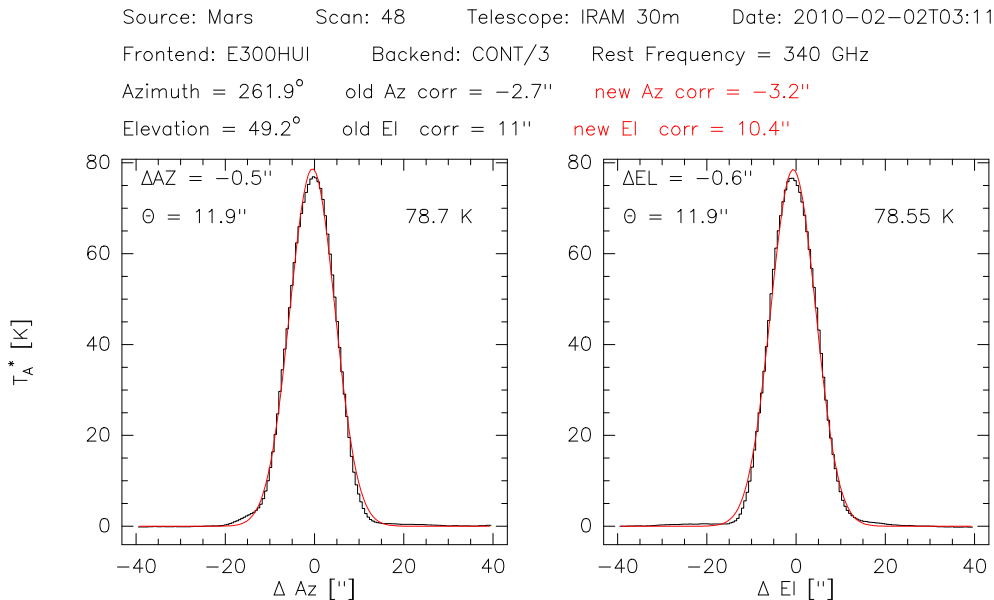 Source: Mars Scan: 48 Telescope: IRAM 30m Date: 2010-02-02T03:11
Frontend: E300HUI Backend: CONT/3 Rest Frequency = 340 GHz
Azimuth = 261.9° old Az corr = -2.7" new Az corr = -3.2"
Elevation = 49.2° old El corr = 11" new El corr = 10.4"
ΔAZ = -0.5"
Θ = 11.9" 78.7 K
80
60
40
20
0
-40 -20 0 20 40
Δ Az ["]
T_A* [K]
ΔEL = -0.6"
Θ = 11.9" 78.55 K
80
60
40
20
0
-40 -20 0 20 40
Δ El ["]